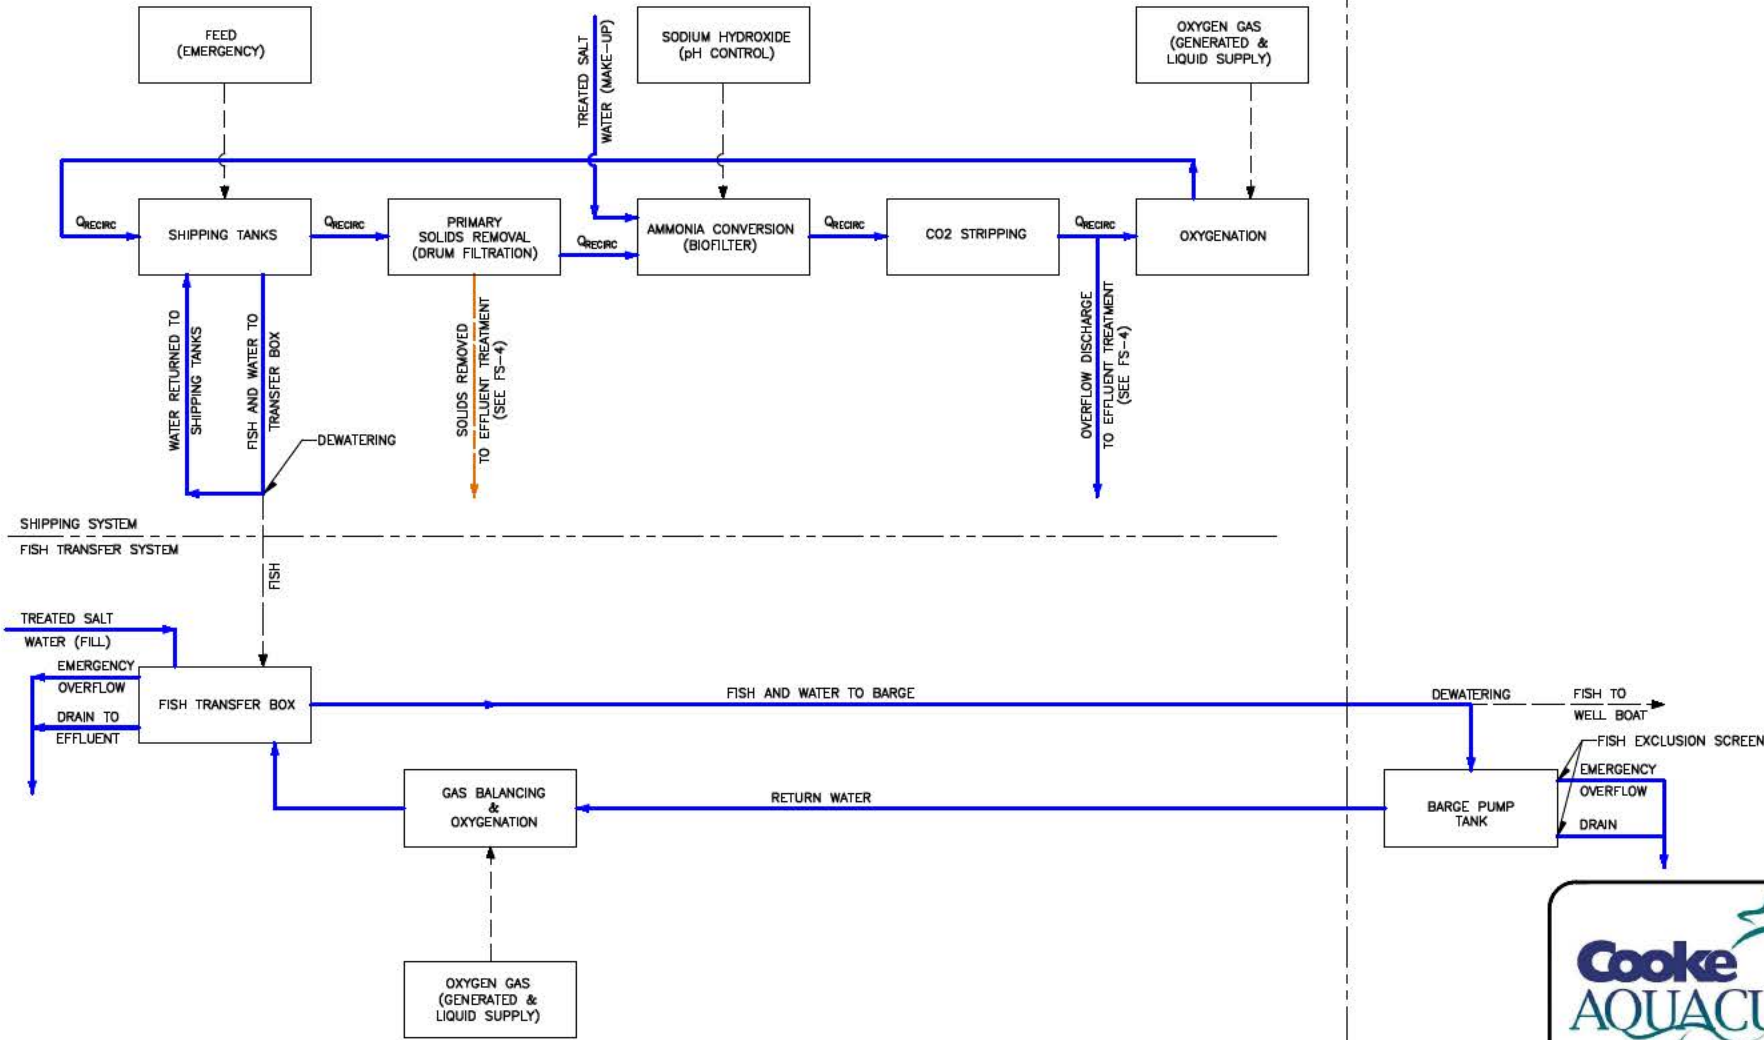 FEED
(EMERGENCY)
TREATED SALT
WATER (MAKE-UP)
SODIUM HYDROXIDE
(pH CONTROL)
OXYGEN GAS
(GENERATED &
LIQUID SUPPLY)
QRECIRC
SHIPPING TANKS
QRECIRC
PRIMARY
SOLIDS REMOVAL
(DRUM FILTRATION)
QRECIRC
AMMONIA CONVERSION
(BIOFILTER)
QRECIRC
CO2 STRIPPING
QRECIRC
OXYGENATION
WATER RETURNED TO
SHIPPING TANKS
FISH AND WATER TO
TRANSFER BOX
DEWATERING
SOLIDS REMOVED
TO EFFLUENT TREATMENT
(SEE FS-4)
OVERFLOW DISCHARGE
TO EFFLUENT TREATMENT
(SEE FS-4)
SHIPPING SYSTEM
FISH TRANSFER SYSTEM
FISH
TREATED SALT
WATER (FILL)
EMERGENCY
OVERFLOW
DRAIN TO
EFFLUENT
FISH TRANSFER BOX
FISH AND WATER TO BARGE
DEWATERING
FISH TO
WELL BOAT
FISH EXCLUSION SCREEN
EMERGENCY
OVERFLOW
DRAIN
BARGE PUMP
TANK
RETURN WATER
GAS BALANCING
&
OXYGENATION
OXYGEN GAS
(GENERATED &
LIQUID SUPPLY)
Cooke